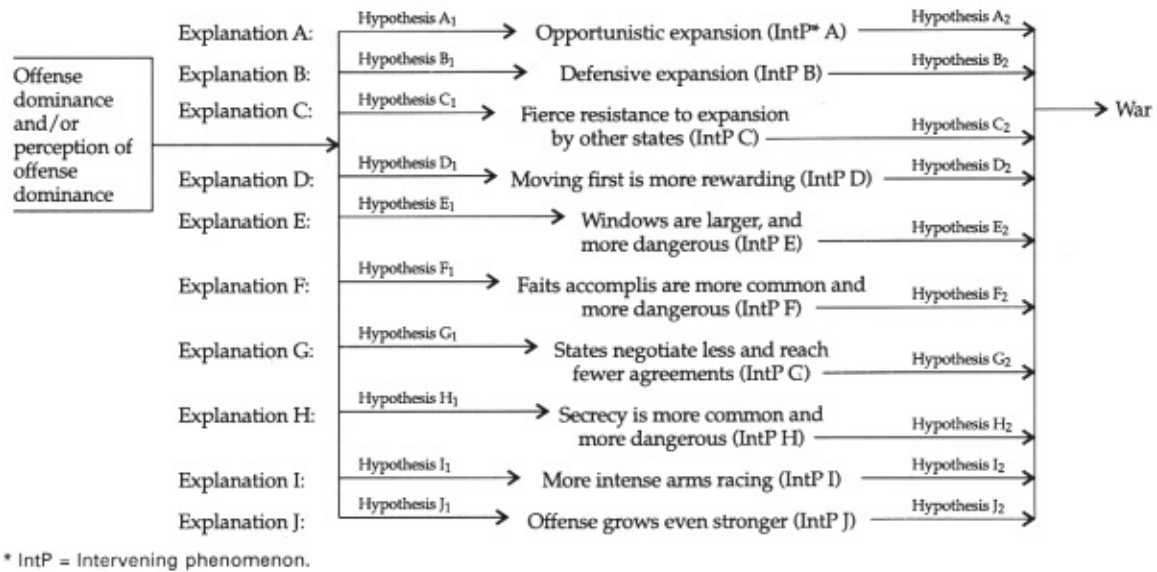 Explanation A: Hypothesis A1 Opportunistic expansion (IntP* A) Hypothesis A2
Explanation B: Hypothesis B1 Defensive expansion (IntP B) Hypothesis B2
Offense
dominance
and/or
perception of
offense
dominance
Explanation C: Hypothesis C1 Fierce resistance to expansion
by other states (IntP C) Hypothesis C2
War
Explanation D: Hypothesis D1 Moving first is more rewarding (IntP D) Hypothesis D2
Explanation E: Hypothesis E1 Windows are larger, and
more dangerous (IntP E) Hypothesis E2
Explanation F: Hypothesis F1 Faits accomplis are more common and
more dangerous (IntP F) Hypothesis F2
Explanation G: Hypothesis G1 States negotiate less and reach
fewer agreements (IntP C) Hypothesis G2
Explanation H: Hypothesis H1 Secrecy is more common and
more dangerous (IntP H) Hypothesis H2
Explanation I: Hypothesis I1 More intense arms racing (IntP I) Hypothesis I2
Explanation J: Hypothesis J1 Offense grows even stronger (IntP J) Hypothesis J2
* IntP = Intervening phenomenon.